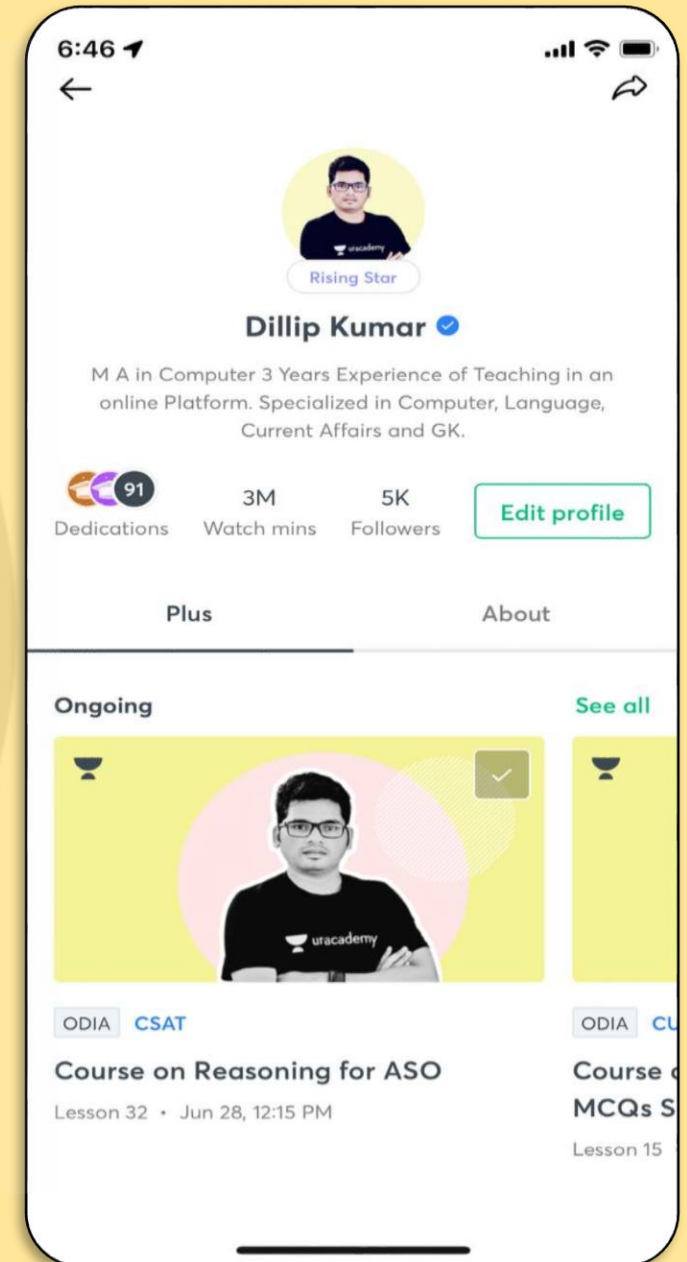 6:46
uracademy
Rising Star
Dillip Kumar
M A in Computer 3 Years Experience of Teaching in an
online Platform. Specialized in Computer, Language,
Current Affairs and GK.
91
Dedications
3M
Watch mins
5K
Followers
Edit profile
Plus
About
Ongoing
See all
uracademy
ODIA CSAT
Course on Reasoning for ASO
Lesson 32 • Jun 28, 12:15 PM
ODIA CU
Course
MCQs S
Lesson 15